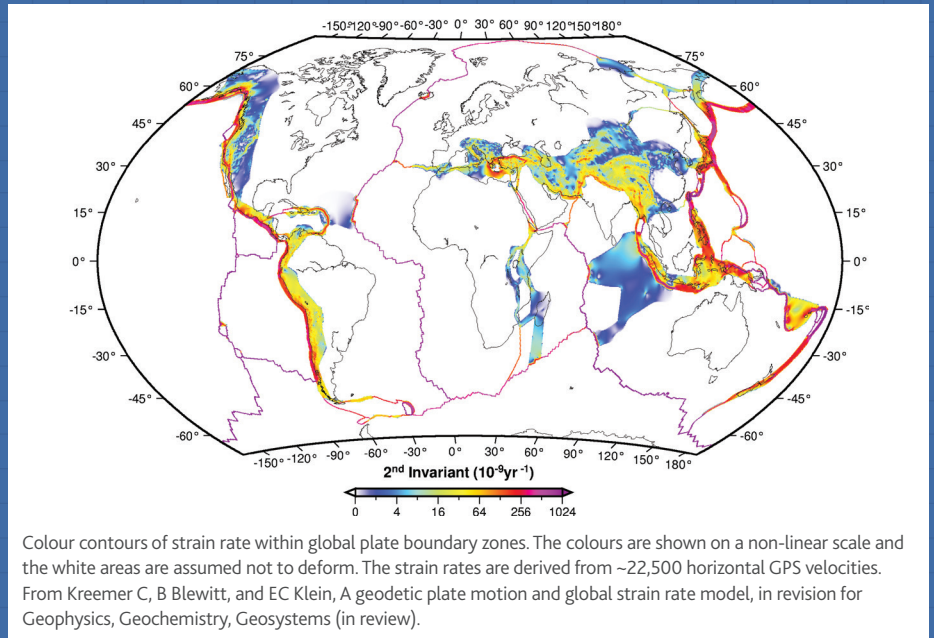 -150°-120°-90°-60°-30° 0° 30° 60° 90° 120°150°180°
75°
75°
60°
60°
45°
45°
30°
30°
15°
15°
0°
0°
-15°
-15°
-30°
-30°
-45°
-45°
-60°
-60°
-150° -120° -90° -60° -30° 0° 30° 60° 90° 120° 150° 180°
2nd Invariant (10-9yr -1)
0 4 16 64 256 1024
Colour contours of strain rate within global plate boundary zones. The colours are shown on a non-linear scale and
the white areas are assumed not to deform. The strain rates are derived from ~22,500 horizontal GPS velocities.
From Kreemer C, B Blewitt, and EC Klein, A geodetic plate motion and global strain rate model, in revision for
Geophysics, Geochemistry, Geosystems (in review).